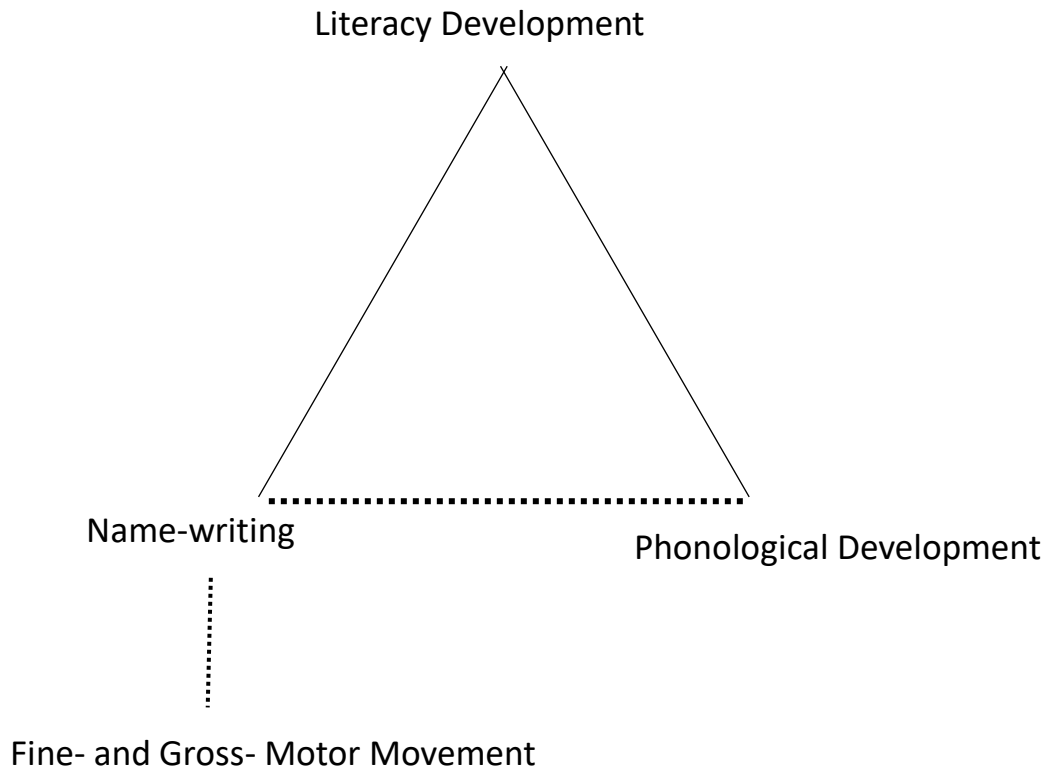 Literacy Development
Name-writing
Phonological Development
Fine- and Gross- Motor Movement